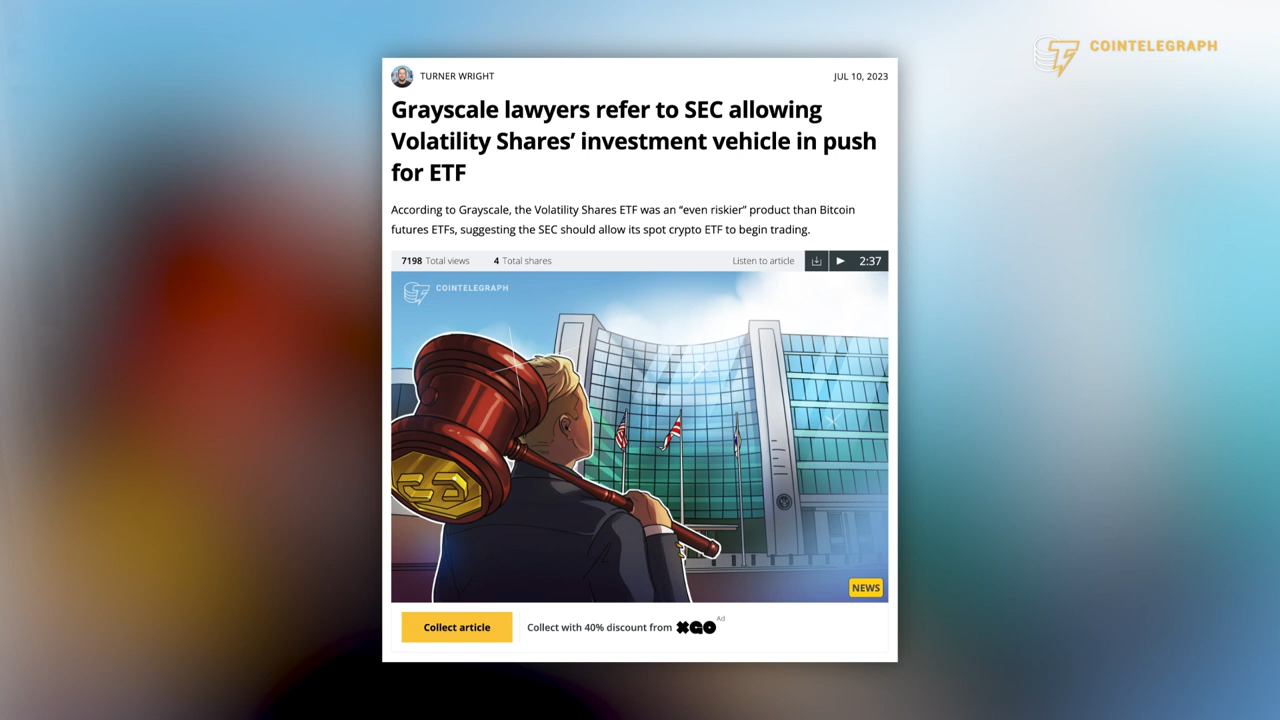 COINTELEGRAPH
TURNER WRIGHT
JUL 10, 2023
Grayscale lawyers refer to SEC allowing
Volatility Shares’ investment vehicle in push
for ETF
According to Grayscale, the Volatility Shares ETF was an “even riskier” product than Bitcoin
futures ETFs, suggesting the SEC should allow its spot crypto ETF to begin trading.
7198 Total views 4 Total shares Listen to article 2:37
COINTELEGRAPH
NEWS
Collect article
Collect with 40% discount from XGO Ad